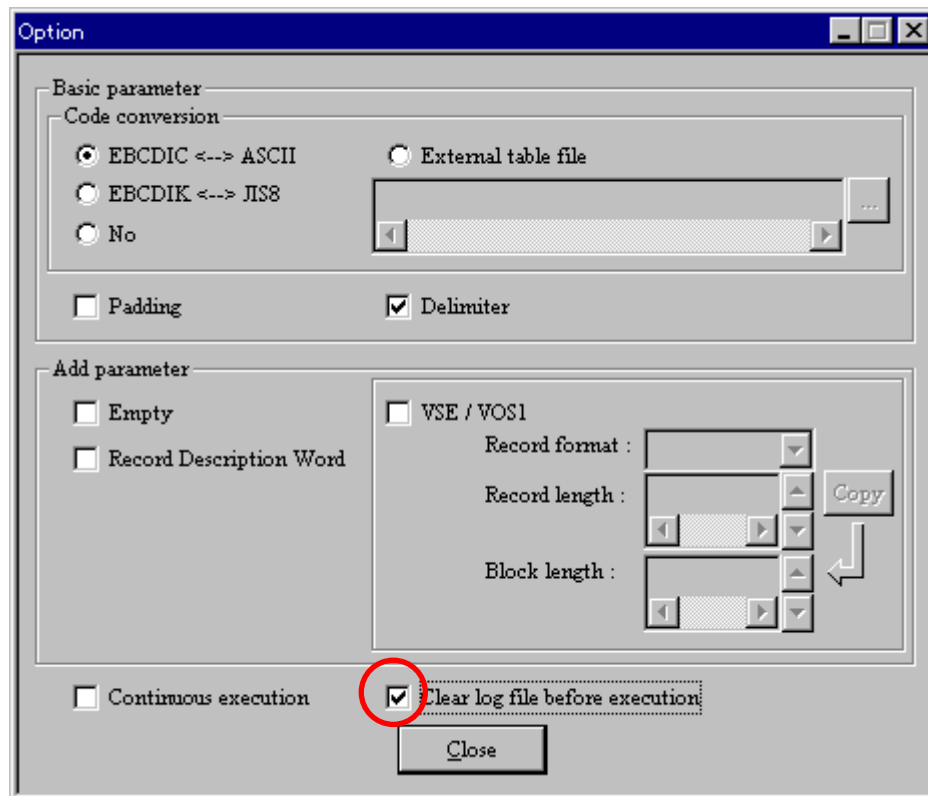 Option
Basic parameter
Code conversion
EBCDIC <--> ASCII
External table file
EBCDIK <--> JIS8
...
No
Padding
Delimiter
Add parameter
Empty
VSE / VOS1
Record Description Word
Record format :
Record length :
Copy
Block length :
Continuous execution
Clear log file before execution
Close